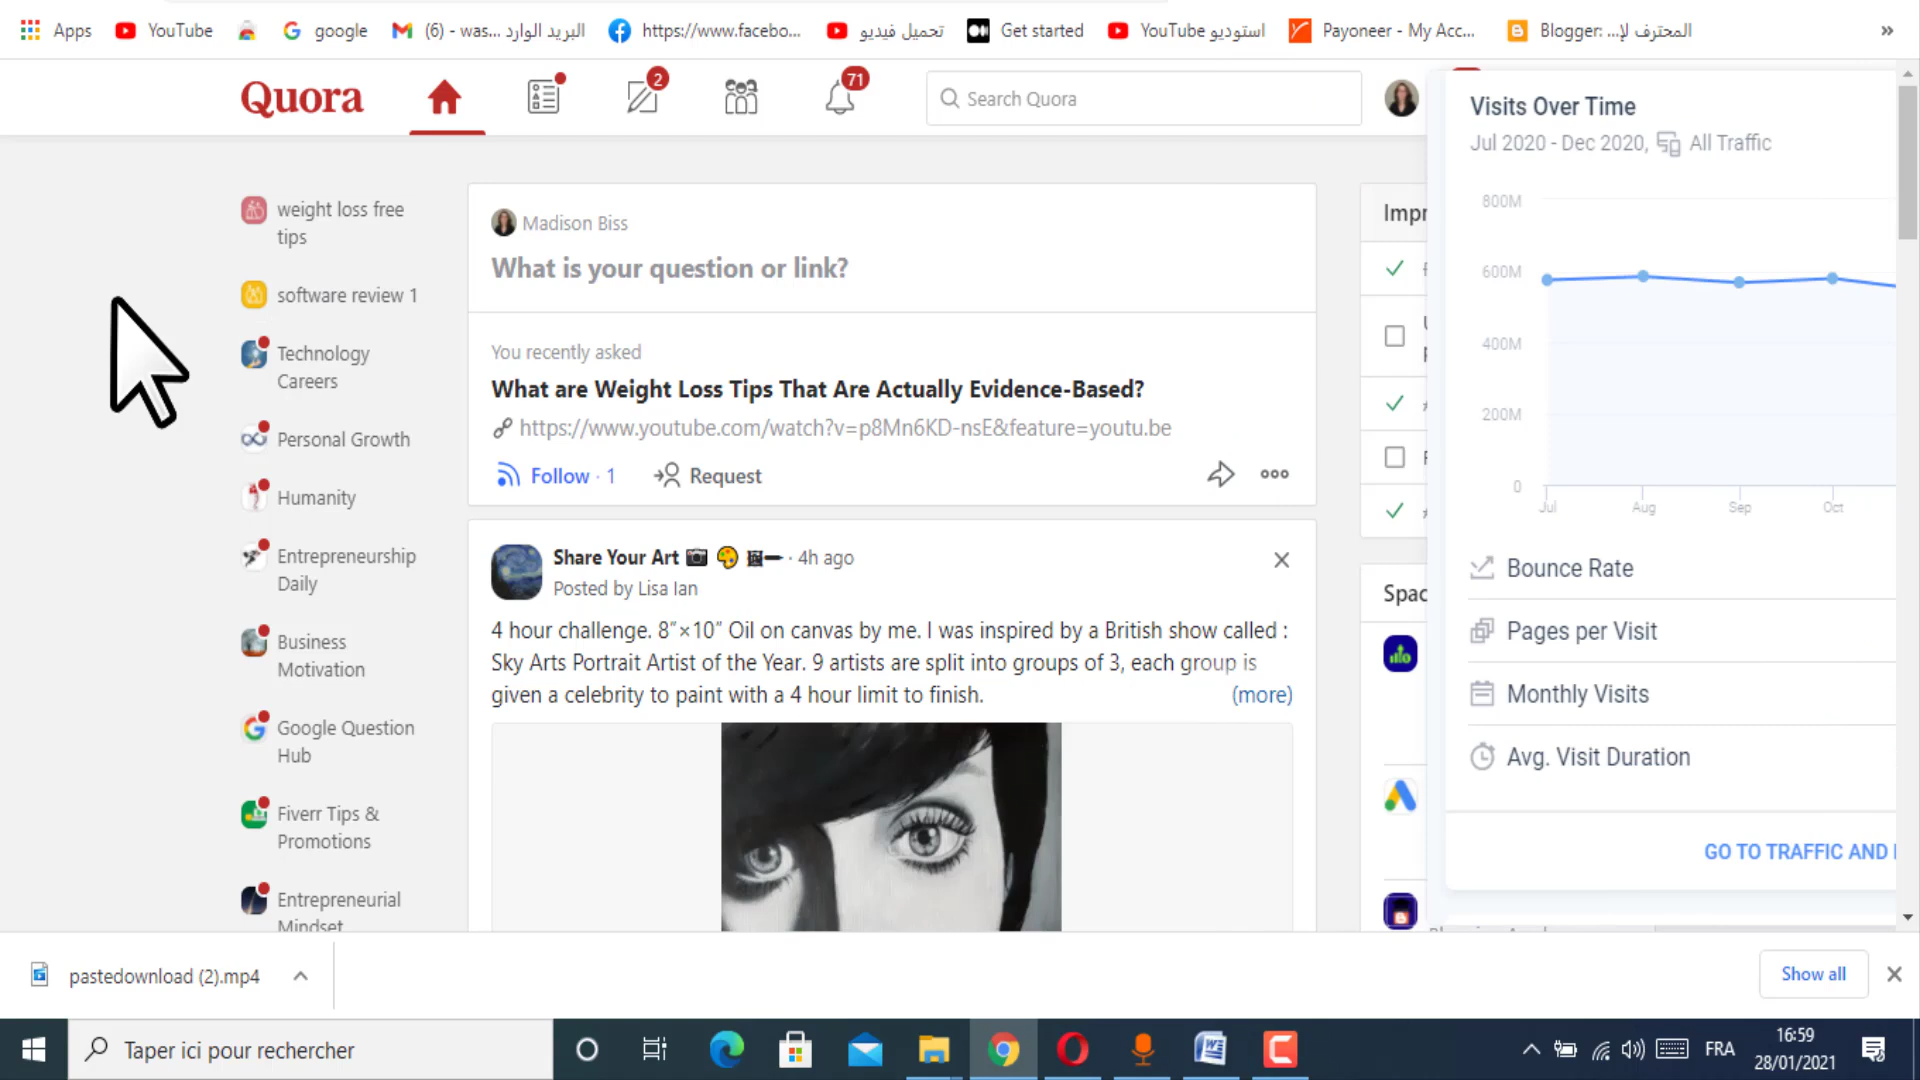 Apps
YouTube
google
(6) - was... البريد الوارد
https://www.facebo...
تحميل فيديو
Get started
YouTube استوديو
Payoneer - My Acc...
Blogger: ...المحترف لإ
»
Quora
2
71
Search Quora
weight loss free
tips
software review 1
Technology
Careers
Personal Growth
Humanity
Entrepreneurship
Daily
Business
Motivation
Google Question
Hub
Fiverr Tips &
Promotions
Entrepreneurial
Mindset
Madison Biss
What is your question or link?
You recently asked
What are Weight Loss Tips That Are Actually Evidence-Based?
https://www.youtube.com/watch?v=p8Mn6KD-nsE&feature=youtu.be
Follow · 1
Request
Share Your Art · 4h ago
Posted by Lisa Ian
4 hour challenge. 8”×10” Oil on canvas by me. I was inspired by a British show called :
Sky Arts Portrait Artist of the Year. 9 artists are split into groups of 3, each group is
given a celebrity to paint with a 4 hour limit to finish.
(more)
Impr
Spac
Visits Over Time
Jul 2020 - Dec 2020, All Traffic
800M
600M
400M
200M
0
Jul Aug Sep Oct
Bounce Rate
Pages per Visit
Monthly Visits
Avg. Visit Duration
GO TO TRAFFIC AND
pastedownload (2).mp4
Show all
Taper ici pour rechercher
FRA
16:59
28/01/2021